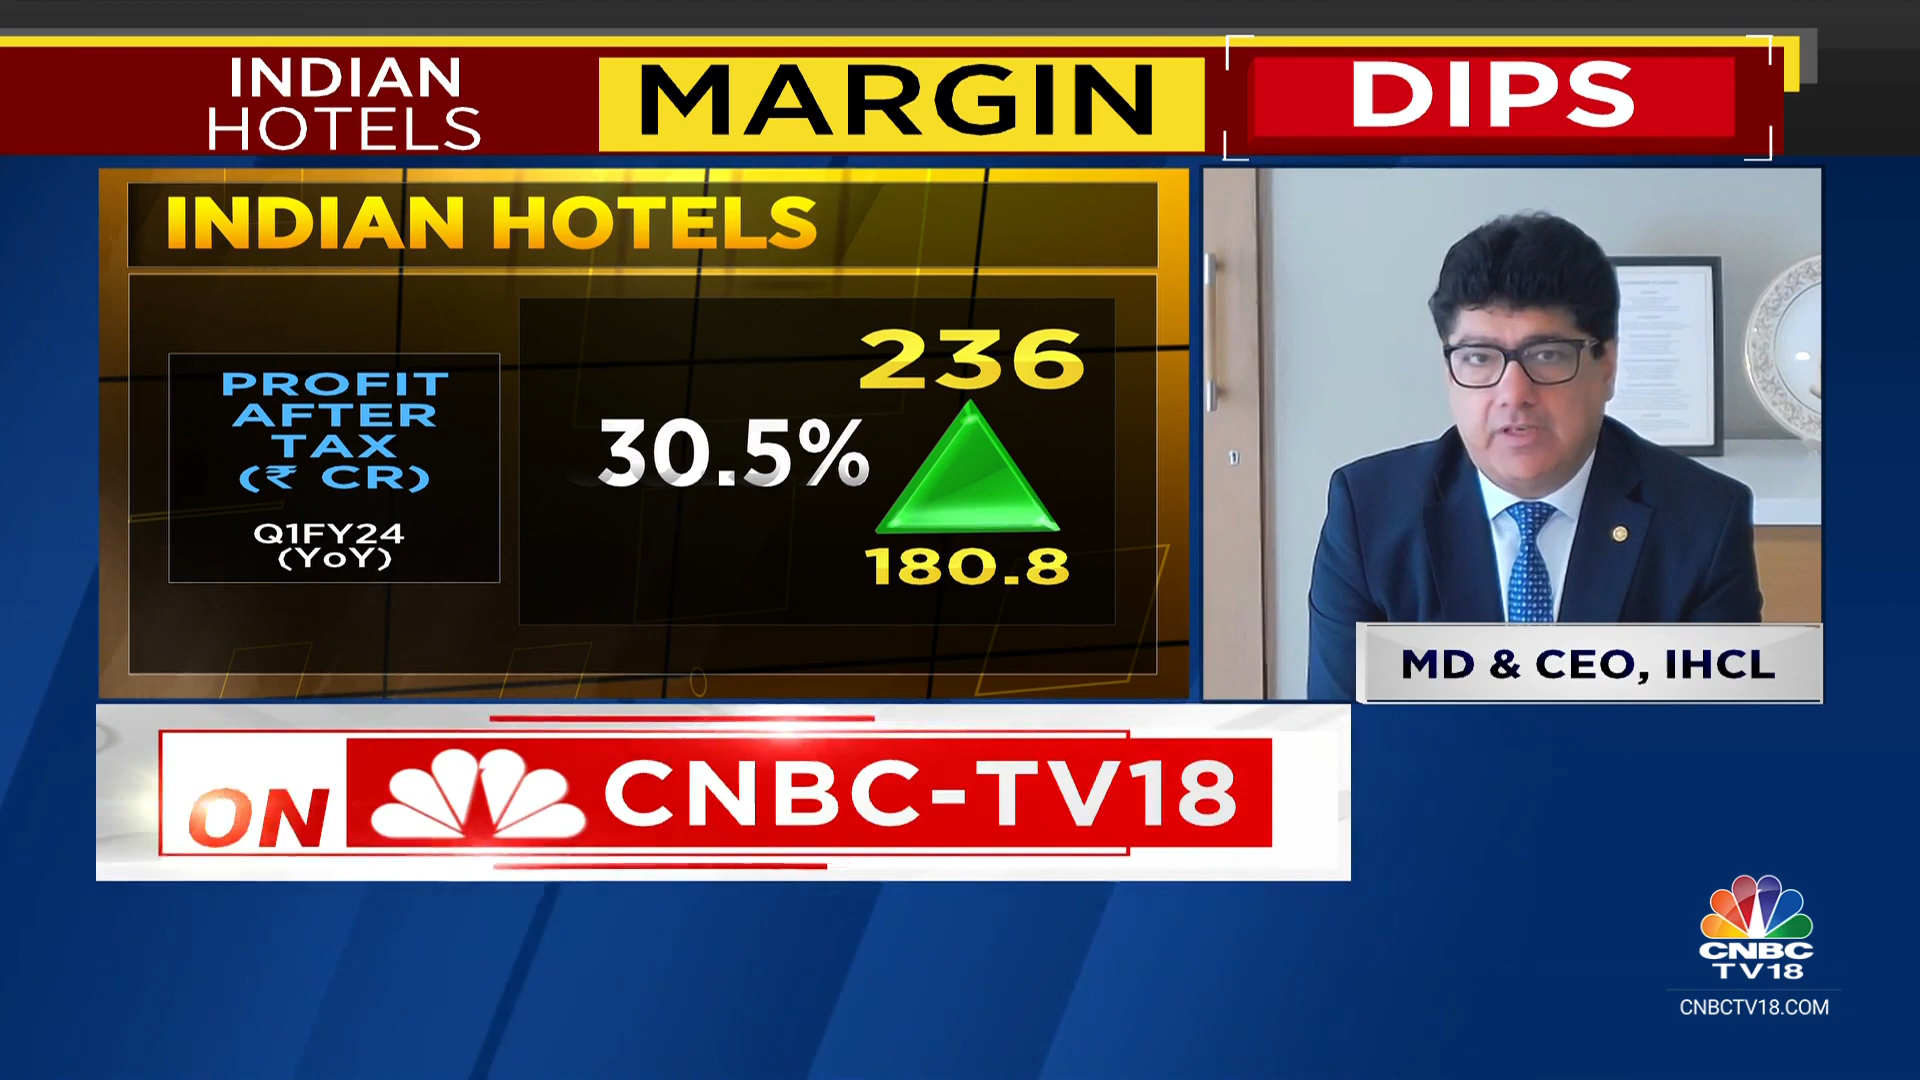 INDIAN
HOTELS
MARGIN
DIPS
INDIAN HOTELS
PROFIT
AFTER
TAX
(₹ CR)
Q1FY24
(YoY)
236
30.5%
180.8
MD & CEO, IHCL
ON CNBC-TV18
CNBC
TV18
CNBCTV18.COM